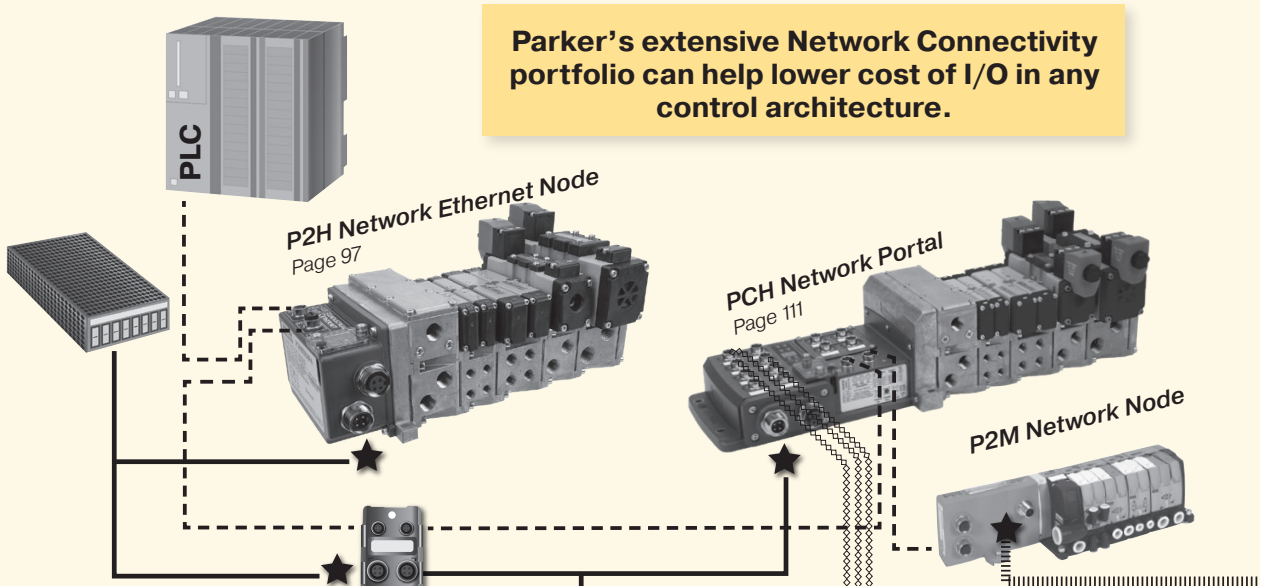 Parker's extensive Network Connectivity
portfolio can help lower cost of I/O in any
control architecture.
PLC
P2H Network Ethernet Node
Page 97
PCH Network Portal
Page 111
P2M Network Node